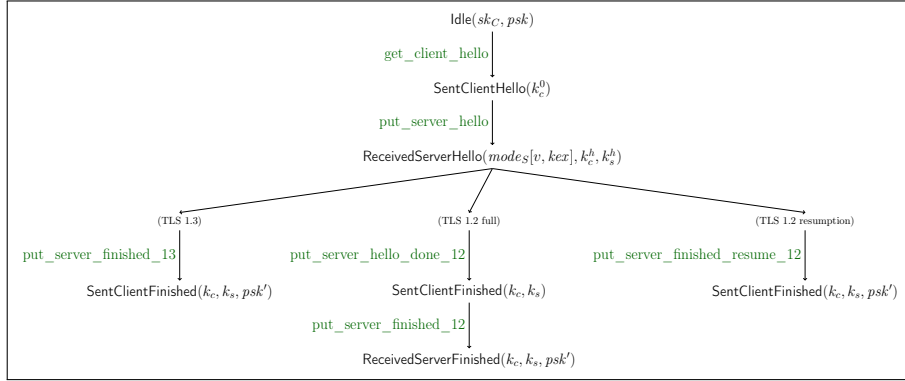 Idle(sk_C, psk)
get_client_hello
SentClientHello(k_c^0)
put_server_hello
ReceivedServerHello(mode_S[v, kex], k_c^h, k_s^h)
(TLS 1.3) (TLS 1.2 full) (TLS 1.2 resumption)
put_server_finished_13 put_server_hello_done_12 put_server_finished_resume_12
SentClientFinished(k_c, k_s, psk′) SentClientFinished(k_c, k_s) SentClientFinished(k_c, k_s, psk′)
put_server_finished_12
ReceivedServerFinished(k_c, k_s, psk′)